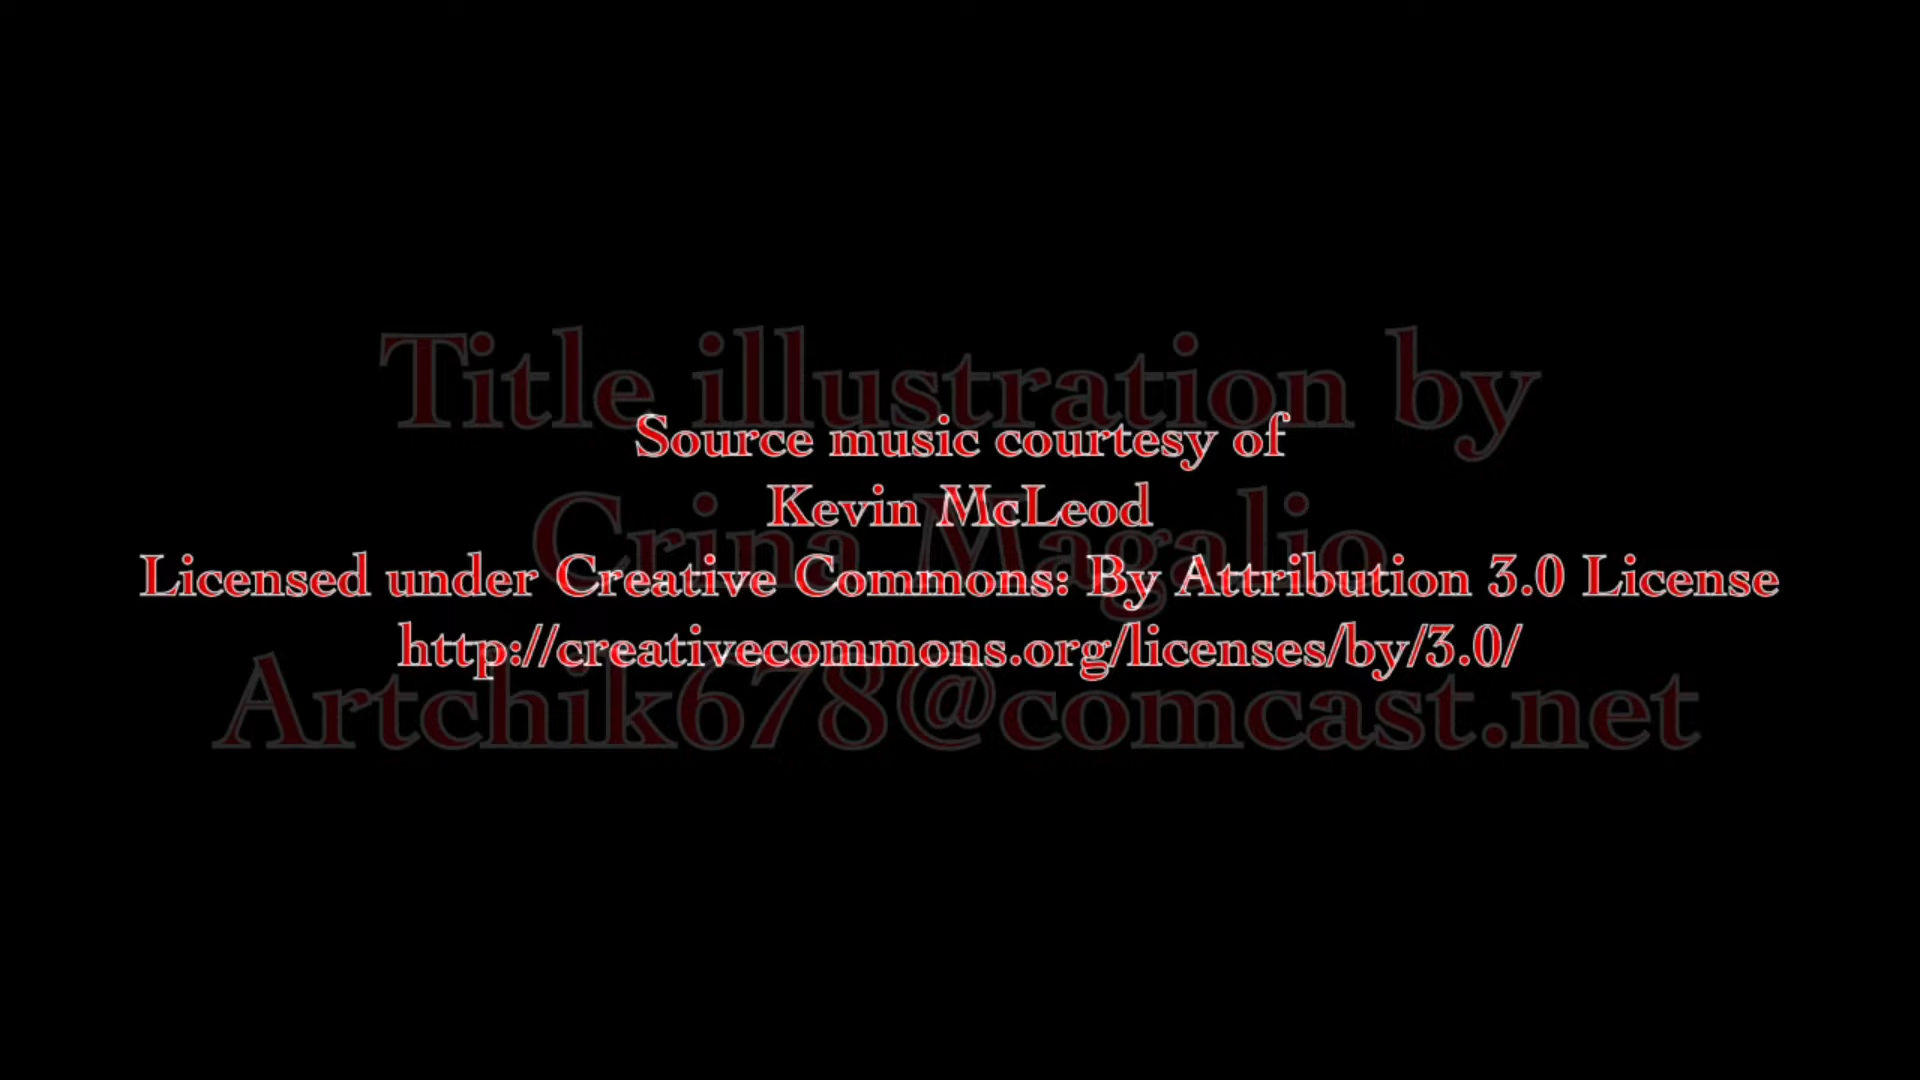 Title illustration by
Crina Magalio
Artchik678@comcast.net
Source music courtesy of
Kevin McLeod
Licensed under Creative Commons: By Attribution 3.0 License
http://creativecommons.org/licenses/by/3.0/